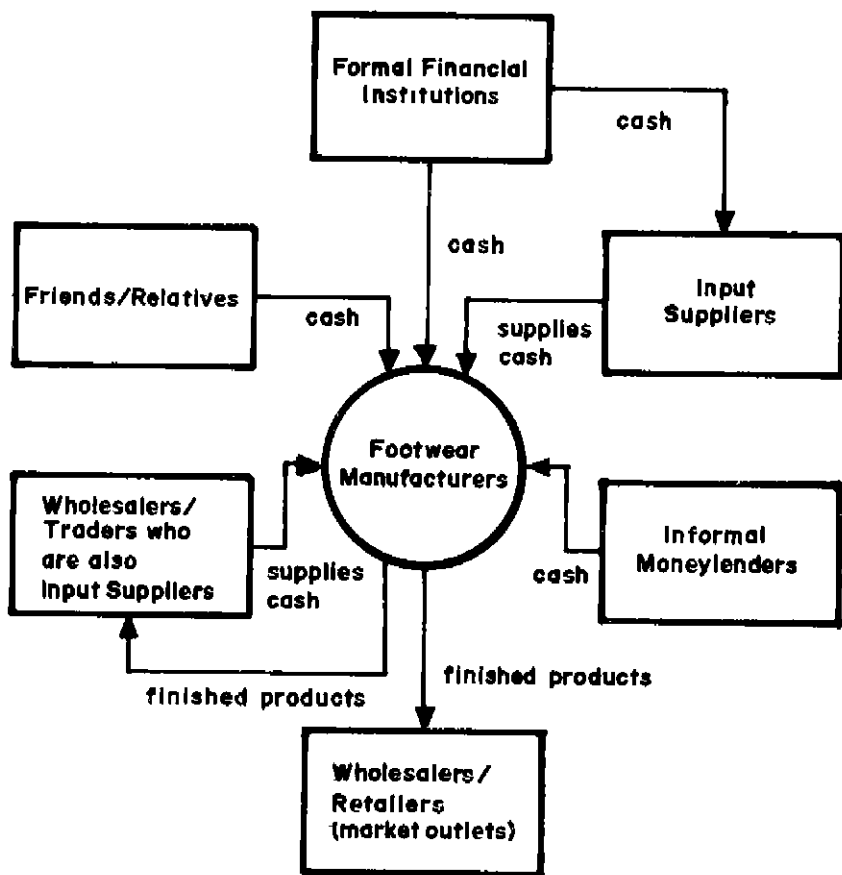 Formal Financial
Institutions
cash
cash
Friends/Relatives
cash
Input
Suppliers
supplies
cash
Footwear
Manufacturers
Wholesalers/
Traders who
are also
Input Suppliers
supplies
cash
Informal
Moneylenders
cash
finished products
finished products
Wholesalers/
Retailers
(market outlets)